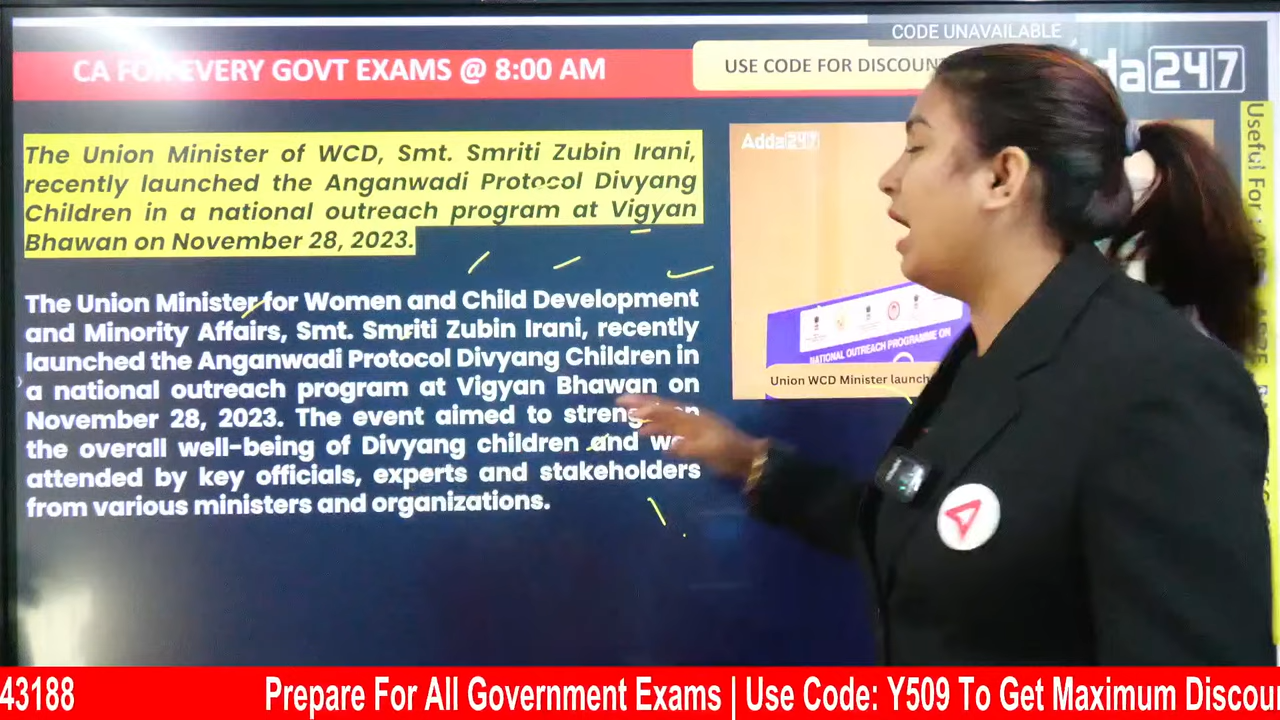 CODE UNAVAILABLE
CA FOR EVERY GOVT EXAMS @ 8:00 AM
USE CODE FOR DISCOUNT
da 247
The Union Minister of WCD, Smt. Smriti Zubin Irani,
recently launched the Anganwadi Protocol Divyang
Children in a national outreach program at Vigyan
Bhawan on November 28, 2023.
The Union Minister for Women and Child Development
and Minority Affairs, Smt. Smriti Zubin Irani, recently
launched the Anganwadi Protocol Divyang Children in
a national outreach program at Vigyan Bhawan on
November 28, 2023. The event aimed to strengthen
the overall well-being of Divyang children and
attended by key officials, experts and stakeholders
from various ministers and organizations.
Adda247
NATIONAL OUTREACH PROGRAMME ON
Union WCD Minister launch
Useful For
43188 Prepare For All Government Exams | Use Code: Y509 To Get Maximum Discou